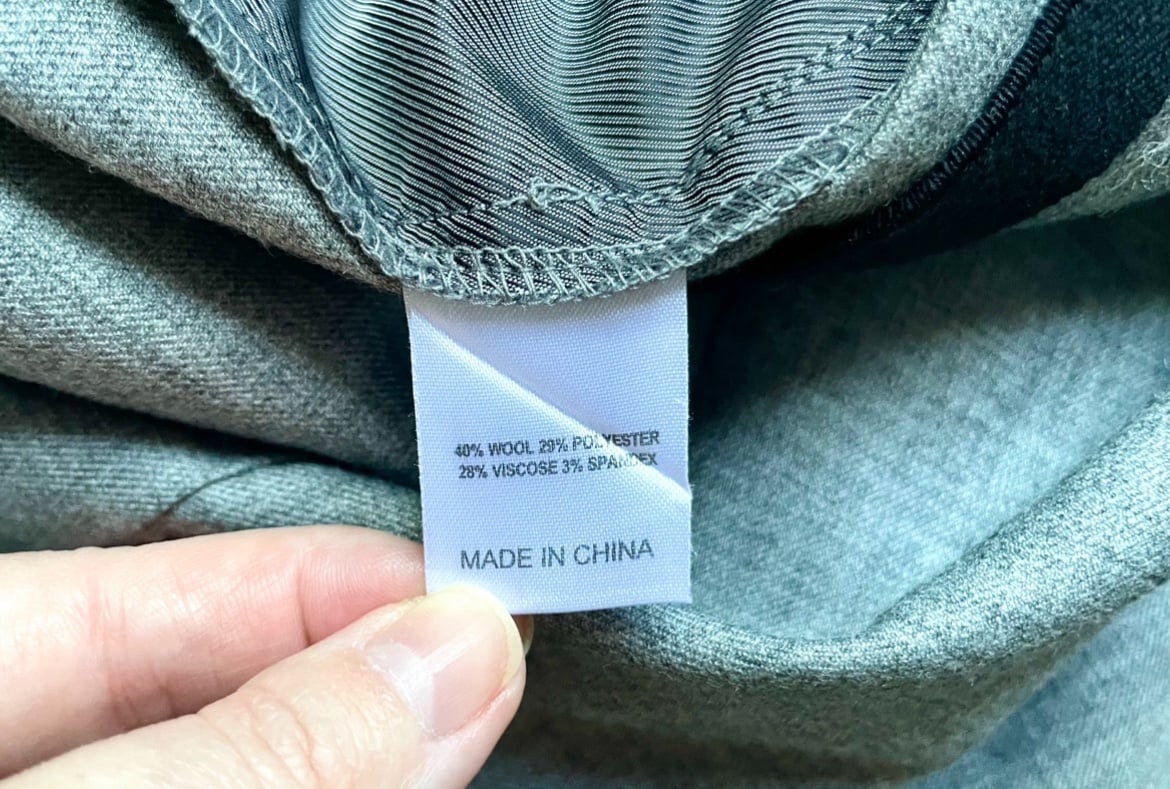 40% WOOL 29% POLYESTER
28% VISCOSE 3% SPANDEX
MADE IN CHINA